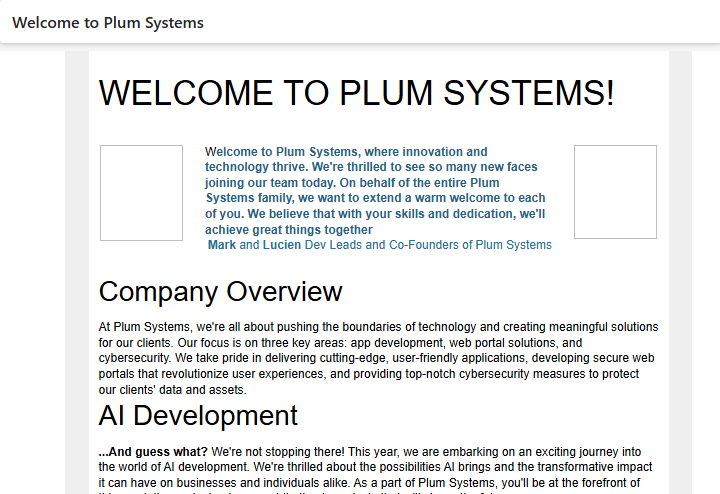 Welcome to Plum Systems
WELCOME TO PLUM SYSTEMS!
Welcome to Plum Systems, where innovation and
technology thrive. We're thrilled to see so many new faces
joining our team today. On behalf of the entire Plum
Systems family, we want to extend a warm welcome to each
of you. We believe that with your skills and dedication, we'll
achieve great things together
Mark and Lucien Dev Leads and Co-Founders of Plum Systems
Company Overview
At Plum Systems, we're all about pushing the boundaries of technology and creating meaningful solutions
for our clients. Our focus is on three key areas: app development, web portal solutions, and
cybersecurity. We take pride in delivering cutting-edge, user-friendly applications, developing secure web
portals that revolutionize user experiences, and providing top-notch cybersecurity measures to protect
our clients' data and assets.
AI Development
...And guess what? We're not stopping there! This year, we are embarking on an exciting journey into
the world of AI development. We're thrilled about the possibilities AI brings and the transformative impact
it can have on businesses and individuals alike. As a part of Plum Systems, you'll be at the forefront of